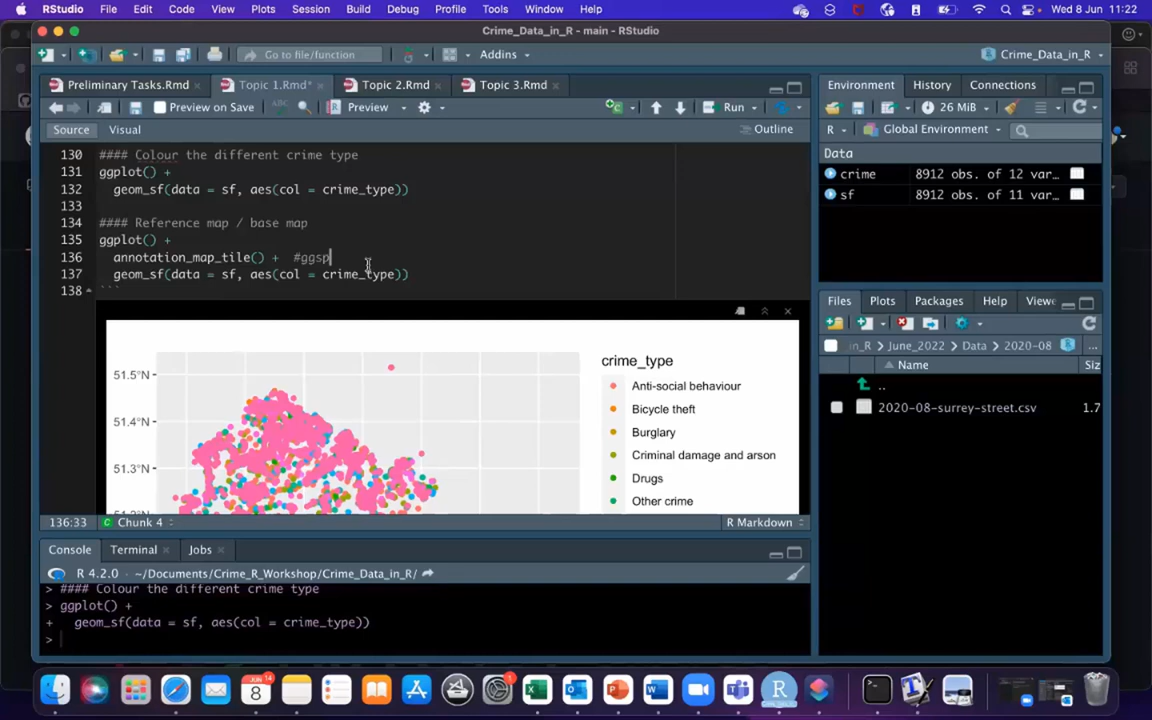 RStudio File Edit Code View Plots Session Build Debug Profile Tools Window Help Wed 8 Jun 11:22
Crime_Data_in_R - main - RStudio
Go to file/function Addins Crime_Data_in_R
Preliminary Tasks.Rmd Topic 1.Rmd* Topic 2.Rmd Topic 3.Rmd
Preview on Save Preview Run
Source Visual Outline
130 #### Colour the different crime type
131 ggplot() +
132 geom_sf(data = sf, aes(col = crime_type))
133
134 #### Reference map / base map
135 ggplot() +
136 annotation_map_tile() + #ggsp
137 geom_sf(data = sf, aes(col = crime_type))
138 ```
51.5°N
51.4°N
51.3°N
crime_type
Anti-social behaviour
Bicycle theft
Burglary
Criminal damage and arson
Drugs
Other crime
136:33 Chunk 4 R Markdown
Console Terminal Jobs
R 4.2.0 · ~/Documents/Crime_R_Workshop/Crime_Data_in_R/
> #### Colour the different crime type
> ggplot() +
+ geom_sf(data = sf, aes(col = crime_type))
>
Environment History Connections
26 MiB
R Global Environment
Data
crime 8912 obs. of 12 var…
sf 8912 obs. of 11 var…
Files Plots Packages Help Viewe
in_R June_2022 Data 2020-08 ...
Name Siz
..
2020-08-surrey-street.csv 1.7
JUN 14
8
1